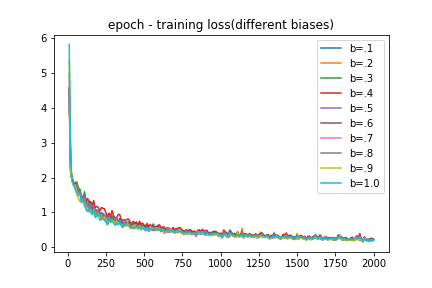 epoch - training loss(different biases)
6
5
4
3
2
1
0
b=.1
b=.2
b=.3
b=.4
b=.5
b=.6
b=.7
b=.8
b=.9
b=1.0
0 250 500 750 1000 1250 1500 1750 2000